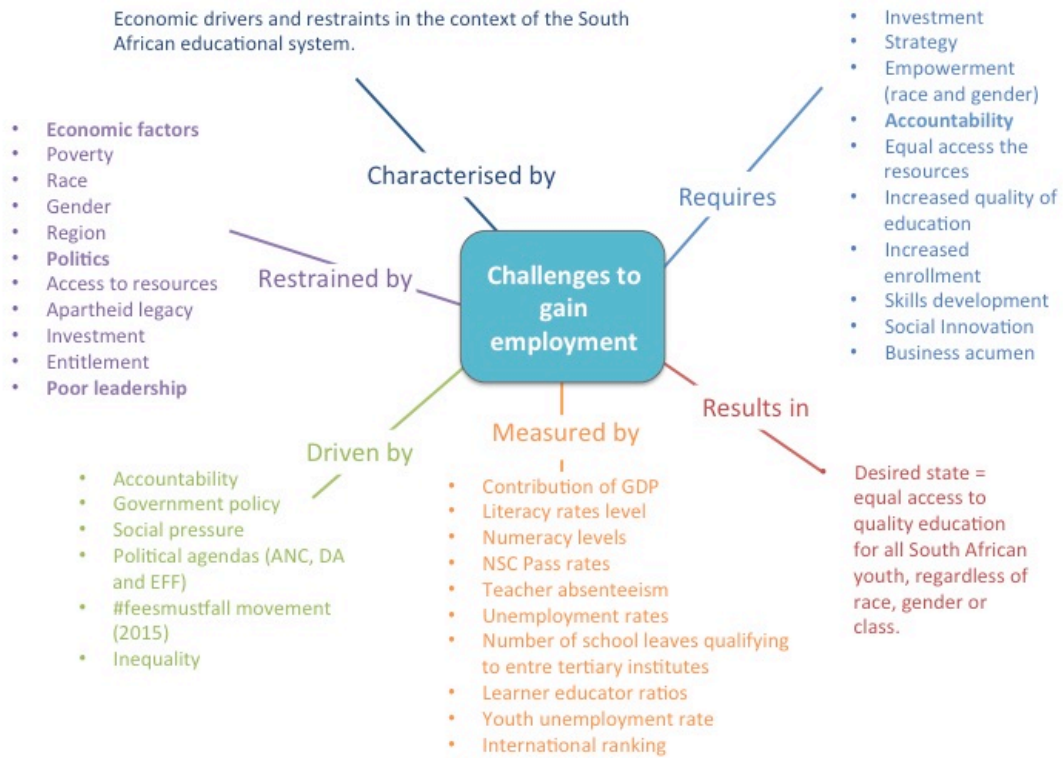 Economic drivers and restraints in the context of the South
African educational system.
Characterised by
• Economic factors
• Poverty
• Race
• Gender
• Region
• Politics
• Access to resources
• Apartheid legacy
• Investment
• Entitlement
• Poor leadership
Restrained by
Challenges to
gain
employment
Requires
• Investment
• Strategy
• Empowerment
(race and gender)
• Accountability
• Equal access the
resources
• Increased quality of
education
• Increased
enrollment
• Skills development
• Social Innovation
• Business acumen
Driven by
• Accountability
• Government policy
• Social pressure
• Political agendas (ANC, DA
and EFF)
• #feesmustfall movement
(2015)
• Inequality
Measured by
• Contribution of GDP
• Literacy rates level
• Numeracy levels
• NSC Pass rates
• Teacher absenteeism
• Unemployment rates
• Number of school leaves qualifying
to entre tertiary institutes
• Learner educator ratios
• Youth unemployment rate
• International ranking
Results in
Desired state =
equal access to
quality education
for all South African
youth, regardless of
race, gender or
class.